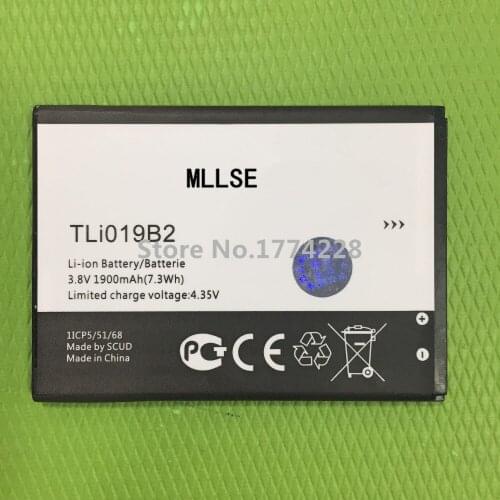 MLLSE
TLi019B2
Store No.1774228
Li-ion Battery/Batterie
3.8V 1900mAh(7.3Wh)
Limited charge voltage:4.35V
1ICP5/51/68
Made by SCUD
Made in China